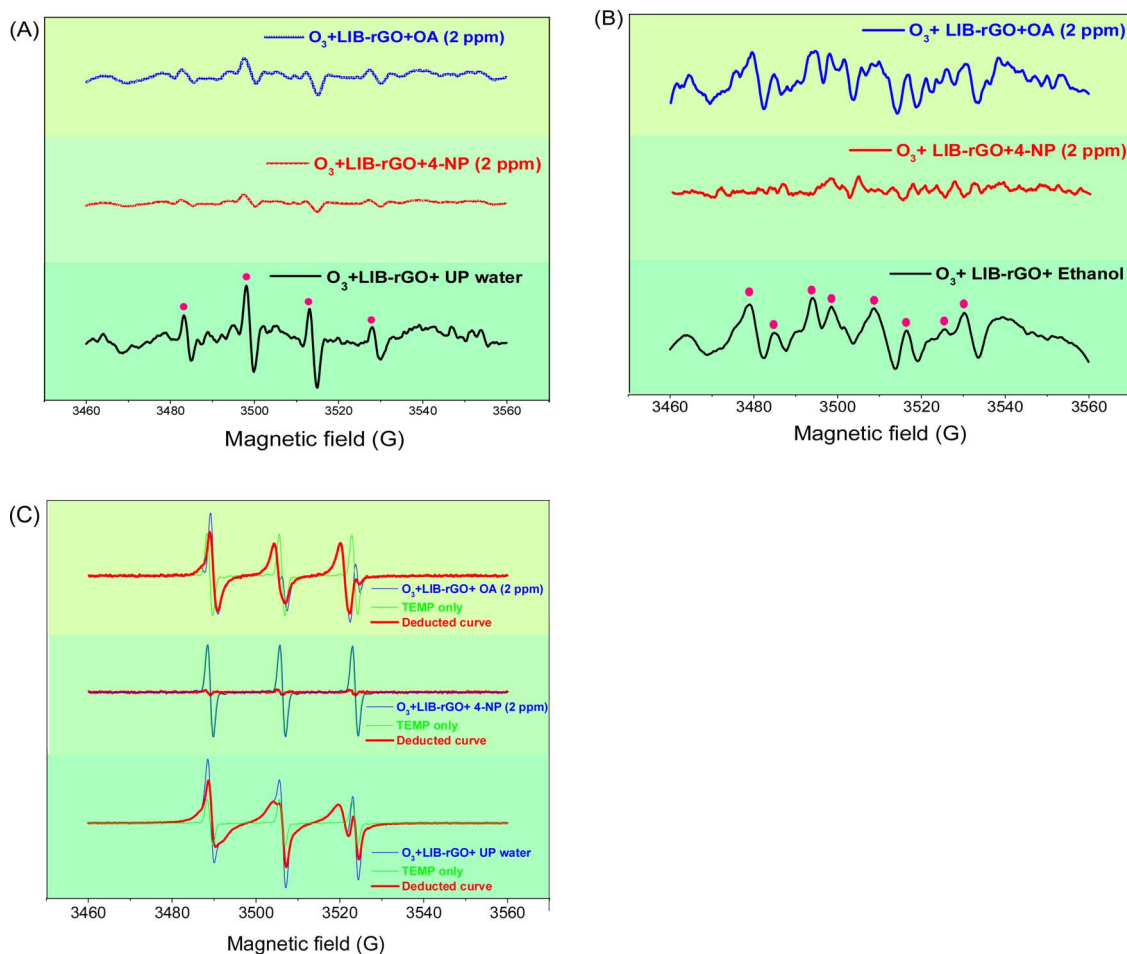 (A)
O₃+LIB-rGO+OA (2 ppm)
O₃+LIB-rGO+4-NP (2 ppm)
O₃+LIB-rGO+ UP water
3460 3480 3500 3520 3540 3560
Magnetic field (G)
(B)
O₃+ LIB-rGO+OA (2 ppm)
O₃+ LIB-rGO+4-NP (2 ppm)
O₃+ LIB-rGO+ Ethanol
3460 3480 3500 3520 3540 3560
Magnetic field (G)
(C)
O₃+LIB-rGO+ OA (2 ppm)
TEMP only
Deducted curve
O₃+LIB-rGO+ 4-NP (2 ppm)
TEMP only
Deducted curve
O₃+LIB-rGO+ UP water
TEMP only
Deducted curve
3460 3480 3500 3520 3540 3560
Magnetic field (G)